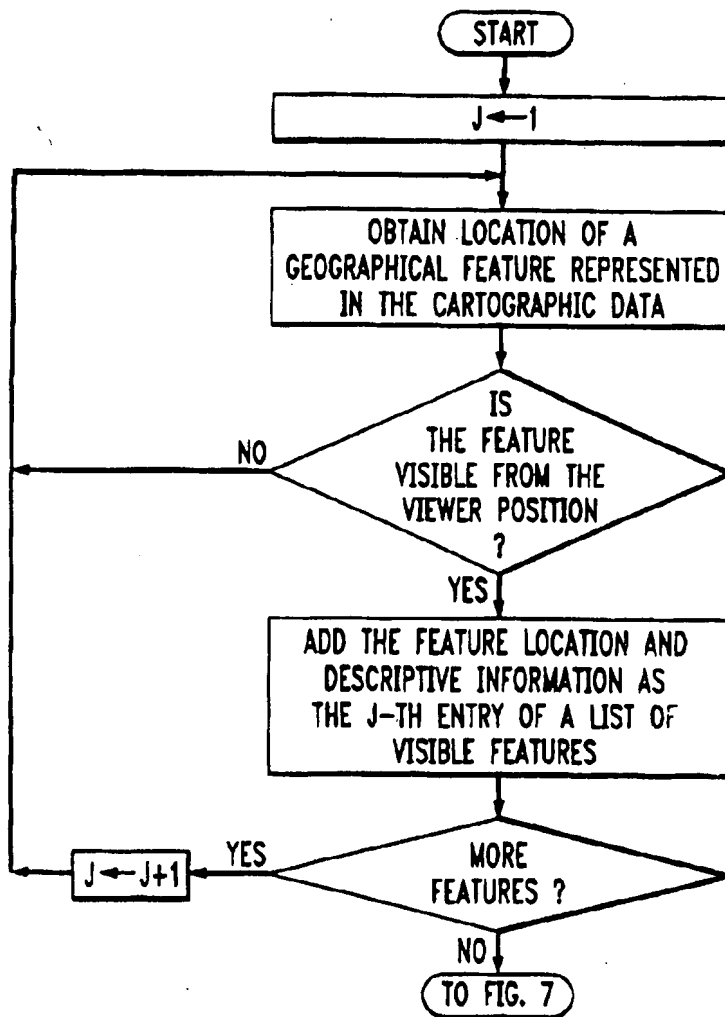 START
J←1
OBTAIN LOCATION OF A
GEOGRAPHICAL FEATURE REPRESENTED
IN THE CARTOGRAPHIC DATA
IS
THE FEATURE
VISIBLE FROM THE
VIEWER POSITION
?
NO
YES
ADD THE FEATURE LOCATION AND
DESCRIPTIVE INFORMATION AS
THE J-TH ENTRY OF A LIST OF
VISIBLE FEATURES
MORE
FEATURES ?
YES
J←J+1
NO
TO FIG. 7